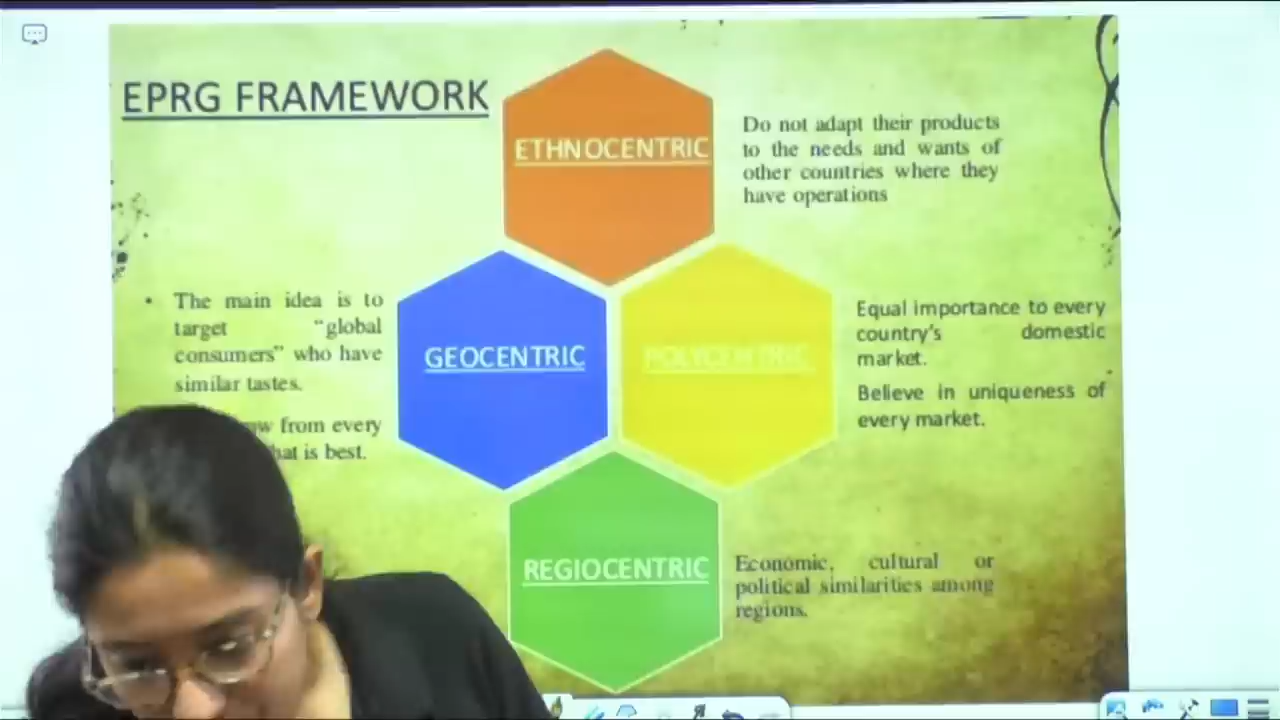 EPRG FRAMEWORK
ETHNOCENTRIC
Do not adapt their products
to the needs and wants of
other countries where they
have operations
• The main idea is to
target "global
consumers" who have
similar tastes.
from every
is best.
GEOCENTRIC
POLYCENTRIC
Equal importance to every
country's domestic
market.
Believe in uniqueness of
every market.
REGIOCENTRIC
Economic, cultural or
political similarities among
regions.